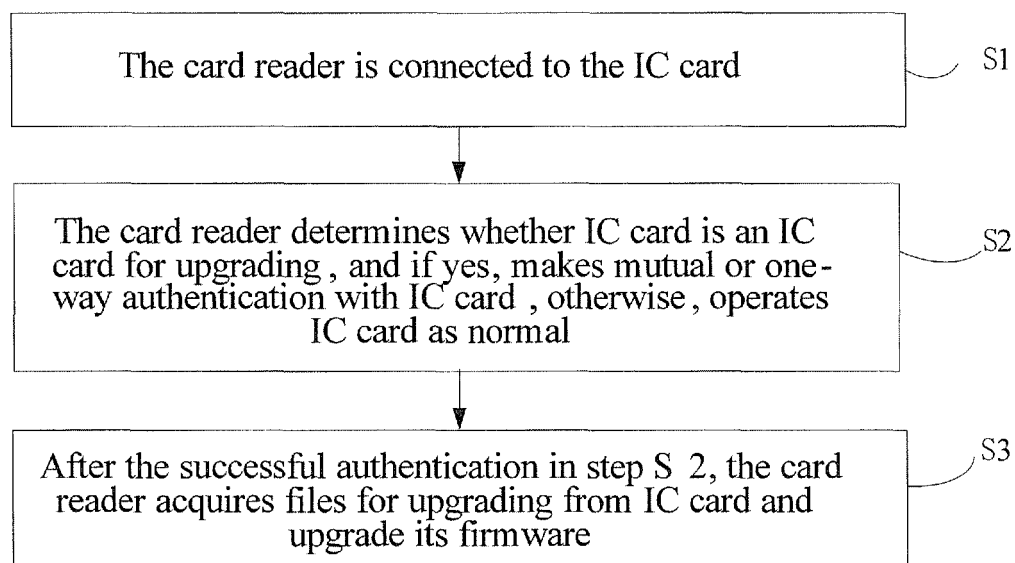 The card reader is connected to the IC card
S1
The card reader determines whether IC card is an IC
card for upgrading, and if yes, makes mutual or one-
way authentication with IC card, otherwise, operates
IC card as normal
S2
After the successful authentication in step S 2, the card
reader acquires files for upgrading from IC card and
upgrade its firmware
S3